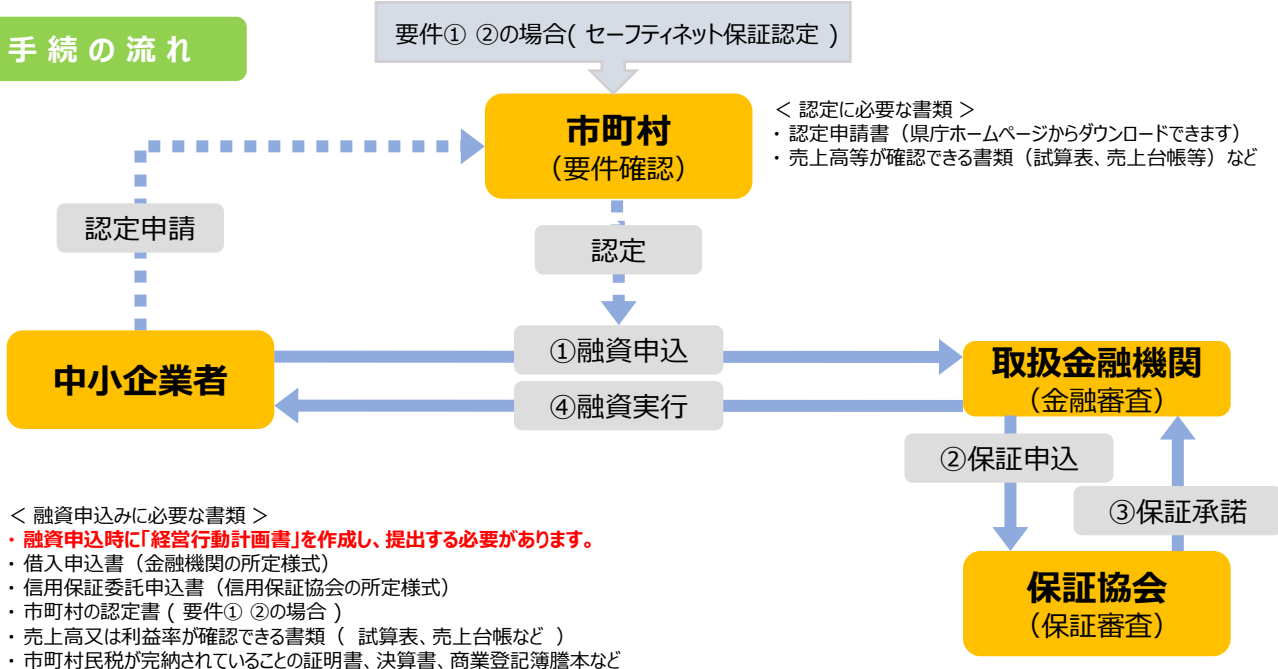 手続の流れ
要件① ②の場合( セーフティネット保証認定 )
市町村
（要件確認）
＜ 認定に必要な書類 ＞
・ 認定申請書（県庁ホームページからダウンロードできます）
・ 売上高等が確認できる書類（試算表、売上台帳等）など
認定申請
認定
中小企業者
①融資申込
④融資実行
取扱金融機関
（金融審査）
②保証申込
③保証承諾
保証協会
（保証審査）
＜ 融資申込みに必要な書類 ＞
・ 融資申込時に「経営行動計画書」を作成し、提出する必要があります。
・ 借入申込書（金融機関の所定様式）
・ 信用保証委託申込書（信用保証協会の所定様式）
・ 市町村の認定書 ( 要件① ②の場合 )
・ 売上高又は利益率が確認できる書類（ 試算表、売上台帳など ）
・ 市町村民税が完納されていることの証明書、決算書、商業登記簿謄本など